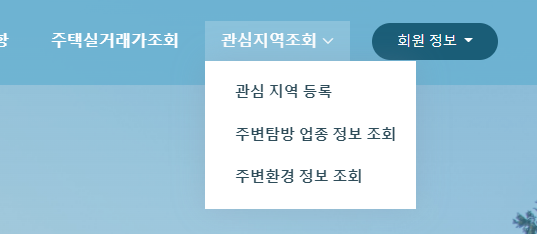 주택실거래가조회 관심지역조회 회원 정보
관심 지역 등록
주변탐방 업종 정보 조회
주변환경 정보 조회